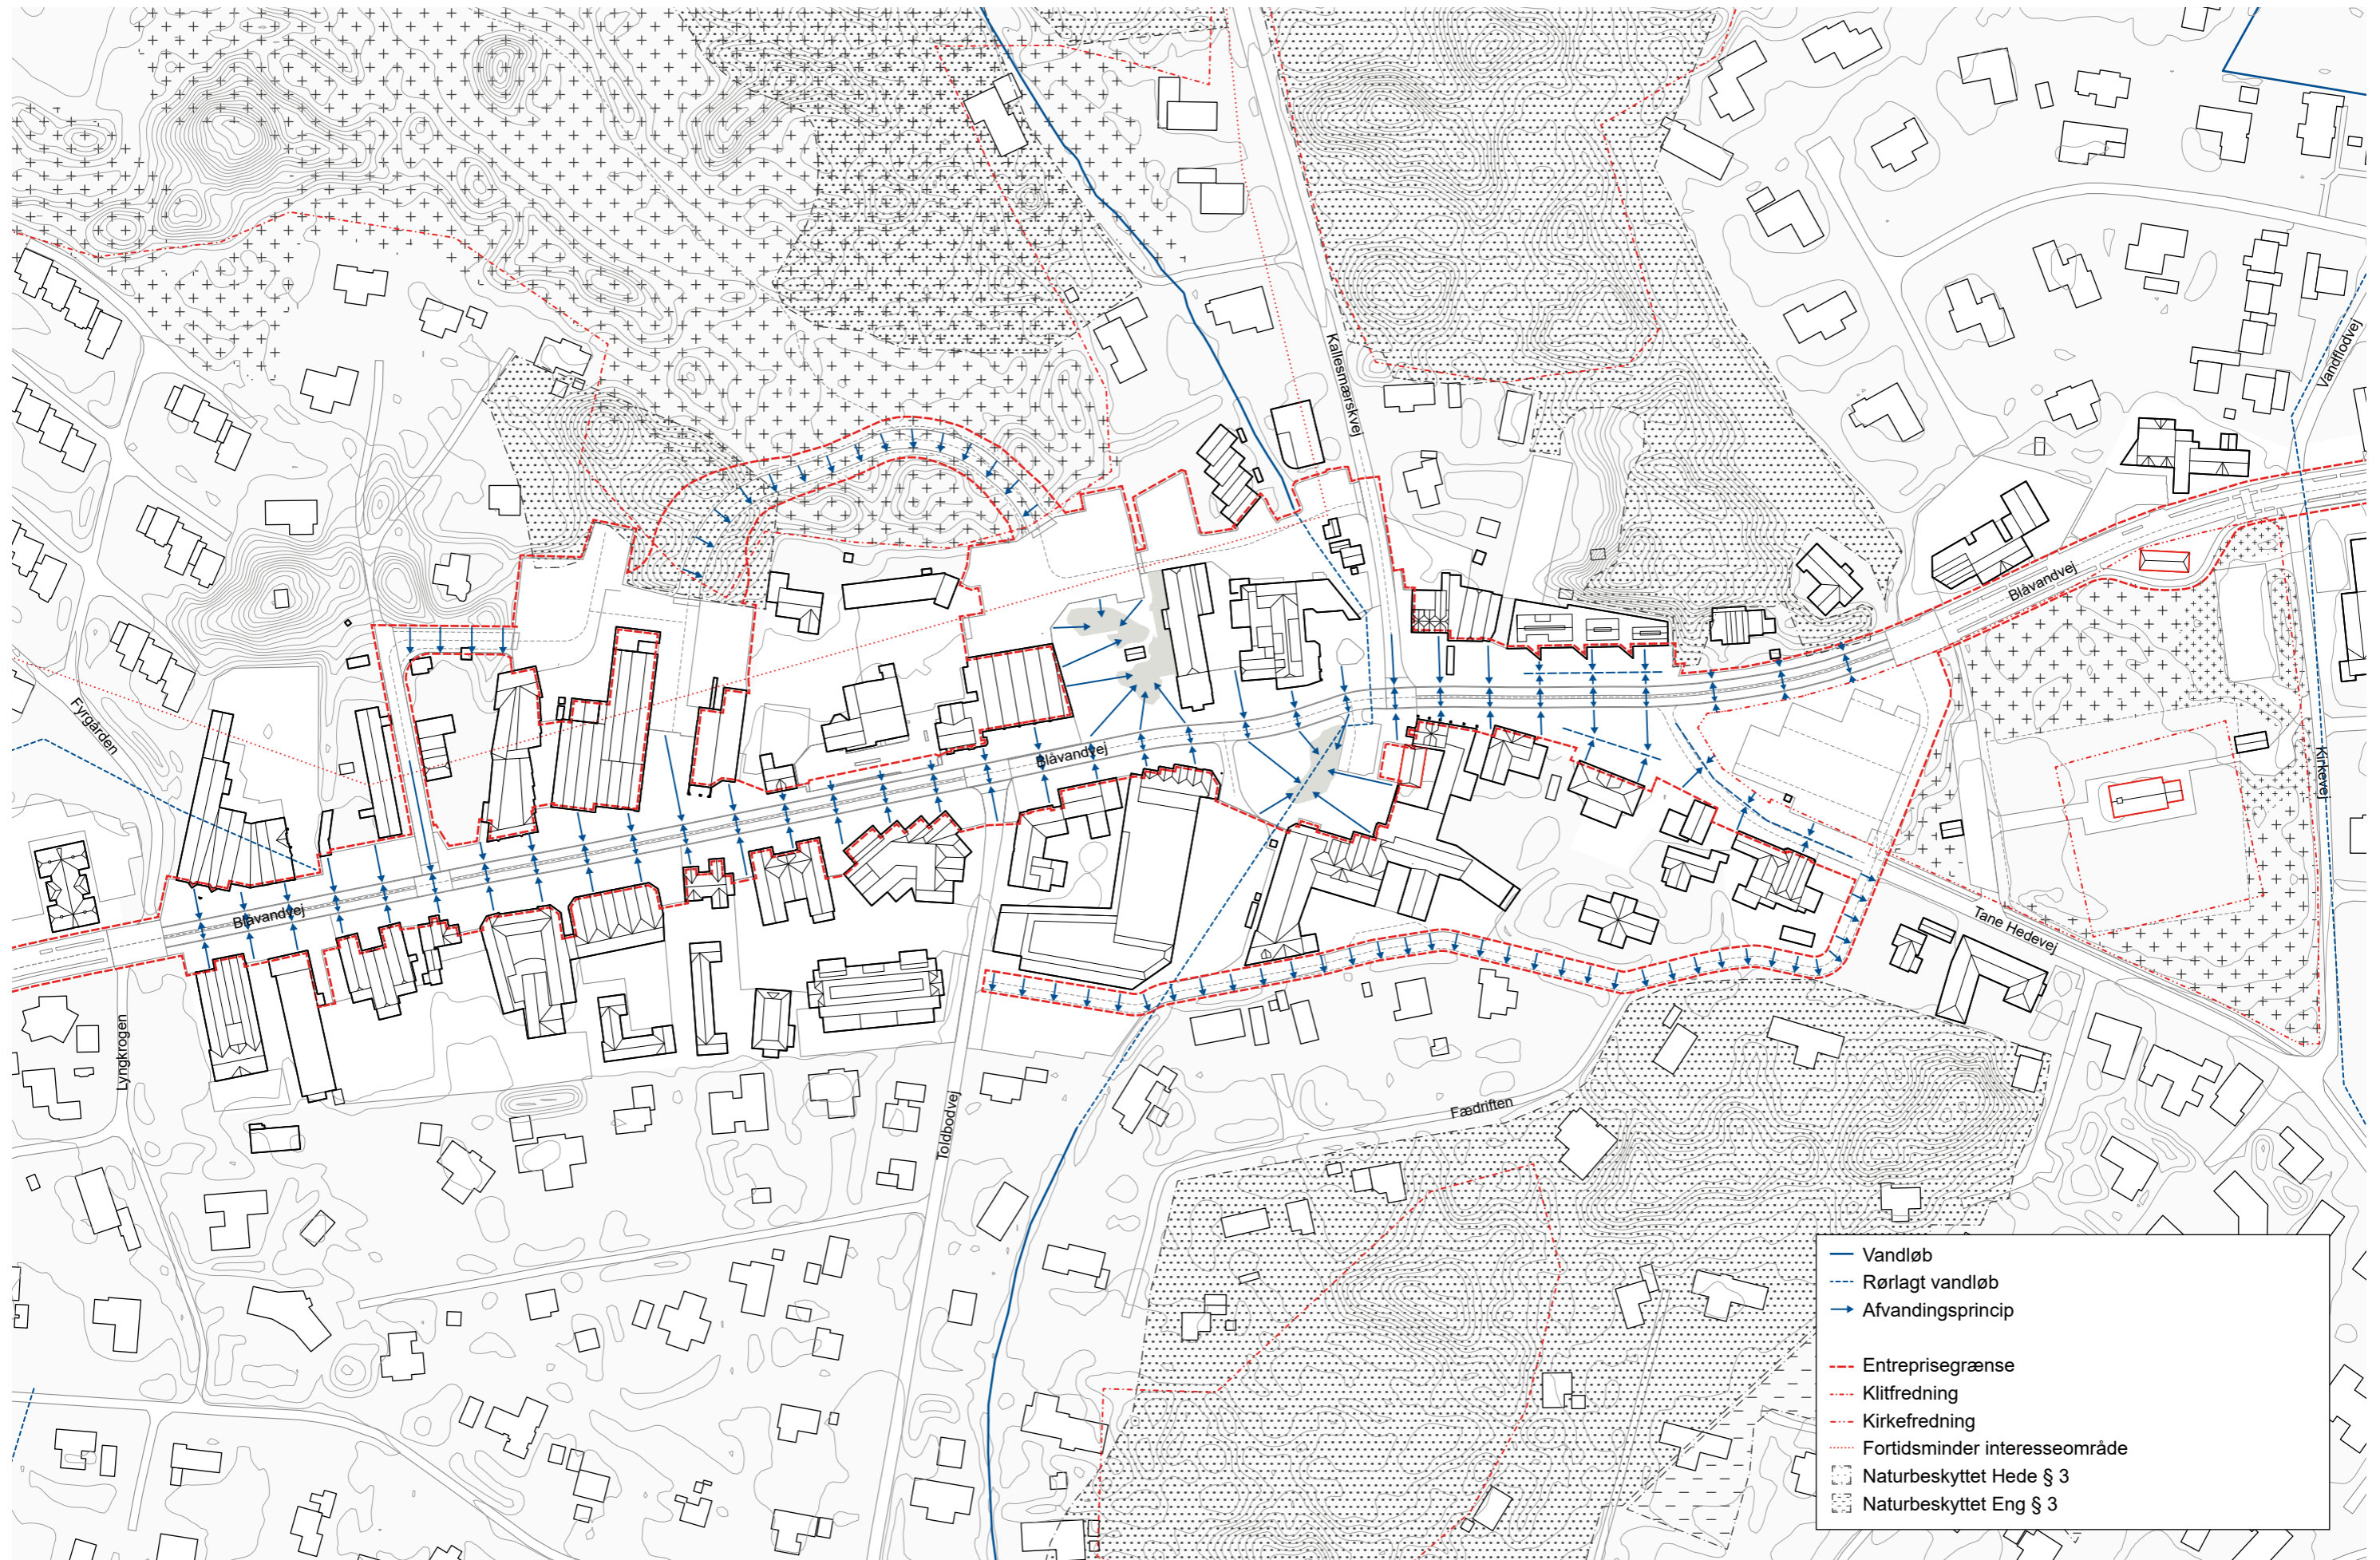 Kallesmærskvej
Vandflodvej
Blåvandvej
Fyrgården
Blåvandvej
Kirkevej
Blåvandvej
Tane Hedevej
Lyngkrogen
Toldbodvej
Fædriften
Vandløb
Rørlagt vandløb
Afvandingsprincip
Entreprisegrænse
Klitfredning
Kirkefredning
Fortidsminder interesseområde
Naturbeskyttet Hede § 3
Naturbeskyttet Eng § 3